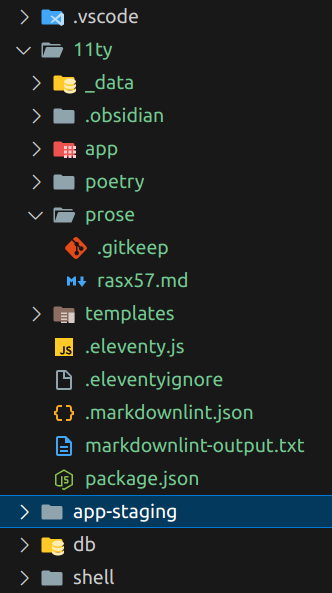 .vscode
11ty
_data
.obsidian
app
poetry
prose
.gitkeep
rasx57.md
templates
JS .eleventy.js
.eleventyignore
.markdownlint.json
markdownlint-output.txt
package.json
app-staging
db
shell